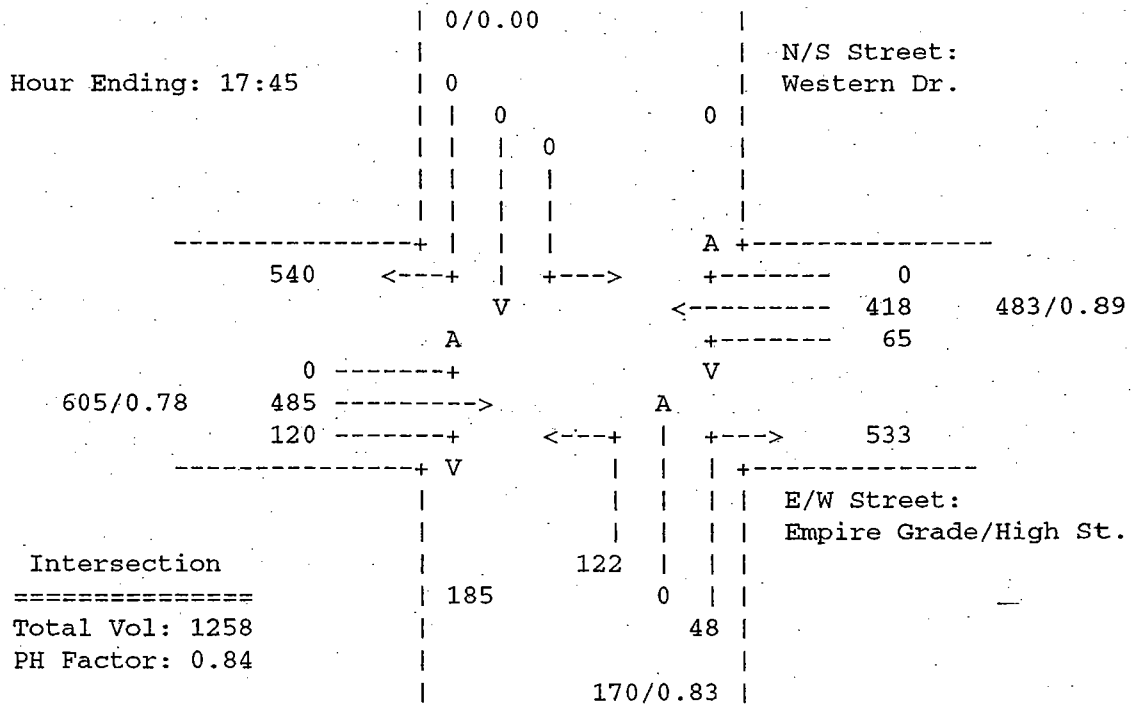 | 0/0.00 |
| | N/S Street:
Hour Ending: 17:45 | 0 | Western Dr.
| | 0 0 |
| | | 0 |
| | | | |
| | | | |
---------------+ | | | A +---------------
540 <---+ | +---> +------- 0
V <--------- 418 483/0.89
A +------- 65
0 -------+ V
605/0.78 485 ---------> A
120 -------+ <---+ | +---> 533
---------------+ V | | | +---------------
| | | | | E/W Street:
| | | | | Empire Grade/High St.
Intersection | 122 | | |
=============== | 185 0 | |
Total Vol: 1258 | 48 |
PH Factor: 0.84 | |
| 170/0.83 |